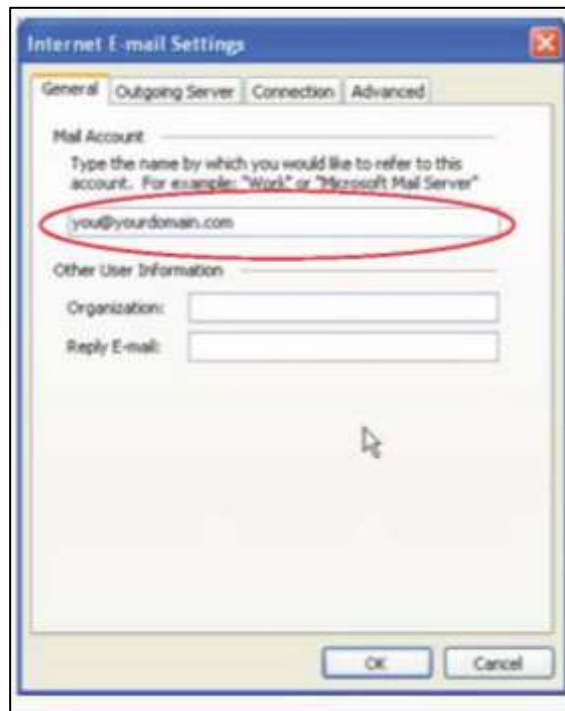 Internet E-mail Settings
General Outgoing Server Connection Advanced
Mail Account
Type the name by which you would like to refer to this
account. For example: "Work" or "Microsoft Mail Server"
you@yourdomain.com
Other User Information
Organization:
Reply E-mail:
OK Cancel